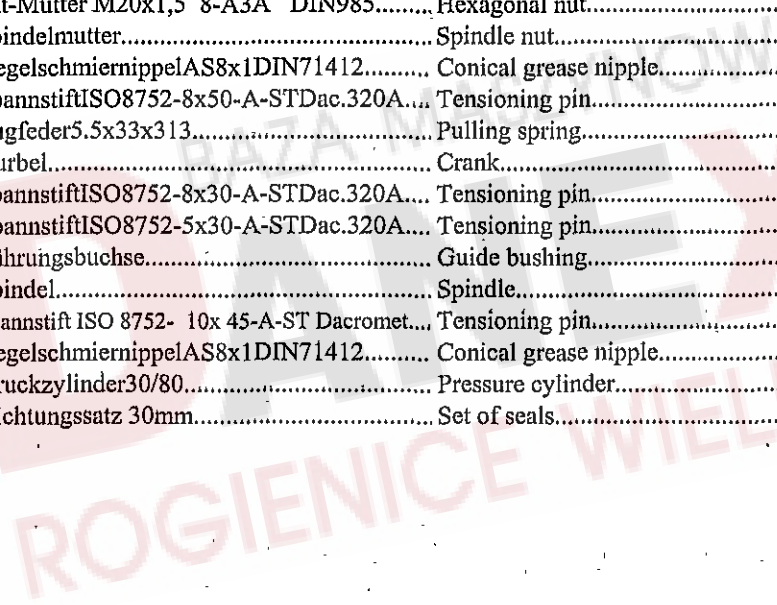 t-Mutter M20x1,5 8-A3A DIN985........ Hexagonal nut
indelmutter.......... Spindle nut..........
egelschmiernippelAS8x1DIN71412......... Conical grease nipple..........
annstiftISO8752-8x50-A-STDac.320A.... Tensioning pin..........
gfeder5.5x33x313.......... Pulling spring..........
urbel.......... Crank..........
annstiftISO8752-8x30-A-STDac.320A.... Tensioning pin..........
annstiftISO8752-5x30-A-STDac.320A.... Tensioning pin..........
ihrungsbuchse.......... Guide bushing..........
indel.......... Spindle..........
annstift ISO 8752- 10x 45-A-ST Dacromet.... Tensioning pin..........
egelschmiernippelAS8x1DIN71412......... Conical grease nipple..........
ruckzylinder30/80.......... Pressure cylinder..........
ichtungssatz 30mm.......... Set of seals..........
BAZA MASZYNOW
DANEX
ROGIENICE WIEL